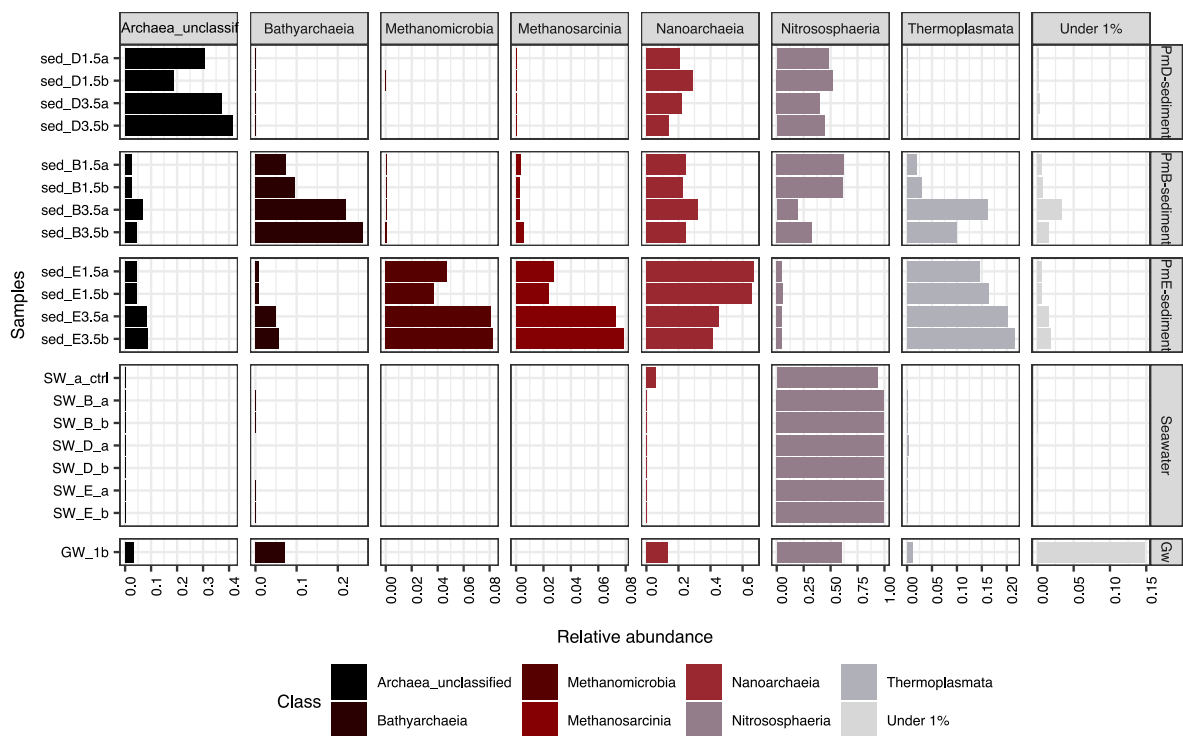 Archaea_unclassif Bathyarchaeia Methanomicrobia Methanosarcinia Nanoarchaeia Nitrososphaeria Thermoplasmata Under 1%
sed_D1.5a
sed_D1.5b
sed_D3.5a
sed_D3.5b
PmD-sediment
sed_B1.5a
sed_B1.5b
sed_B3.5a
sed_B3.5b
PmB-sediment
sed_E1.5a
sed_E1.5b
sed_E3.5a
sed_E3.5b
PmE-sediment
SW_a_ctrl
SW_B_a
SW_B_b
SW_D_a
SW_D_b
SW_E_a
SW_E_b
Seawater
GW_1b
Gw
Samples
0.0 0.1 0.2 0.3 0.4 0.0 0.1 0.2 0.00 0.02 0.04 0.06 0.08 0.00 0.02 0.04 0.06 0.08 0.0 0.2 0.4 0.6 0.00 0.25 0.50 0.75 1.00 0.00 0.05 0.10 0.15 0.20 0.00 0.05 0.10 0.15
Relative abundance
Class
Archaea_unclassified Methanomicrobia Nanoarchaeia Thermoplasmata
Bathyarchaeia Methanosarcinia Nitrososphaeria Under 1%